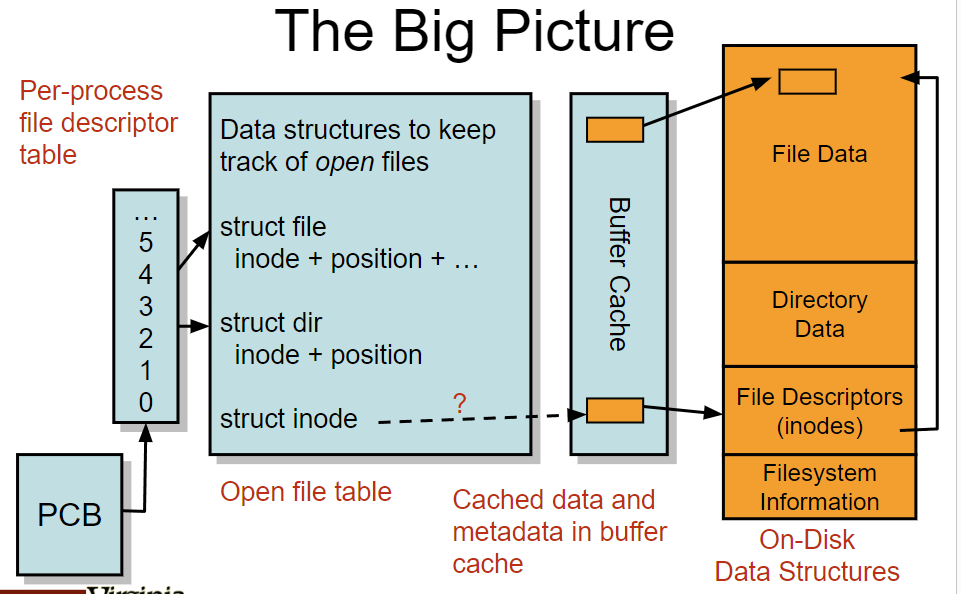 The Big Picture
Per-process
file descriptor
table
…
5
4
3
2
1
0
PCB
Data structures to keep
track of open files
struct file
inode + position + …
struct dir
inode + position
struct inode
?
Open file table
Buffer Cache
Cached data and
metadata in buffer
cache
File Data
Directory
Data
File Descriptors
(inodes)
Filesystem
Information
On-Disk
Data Structures
Virginia